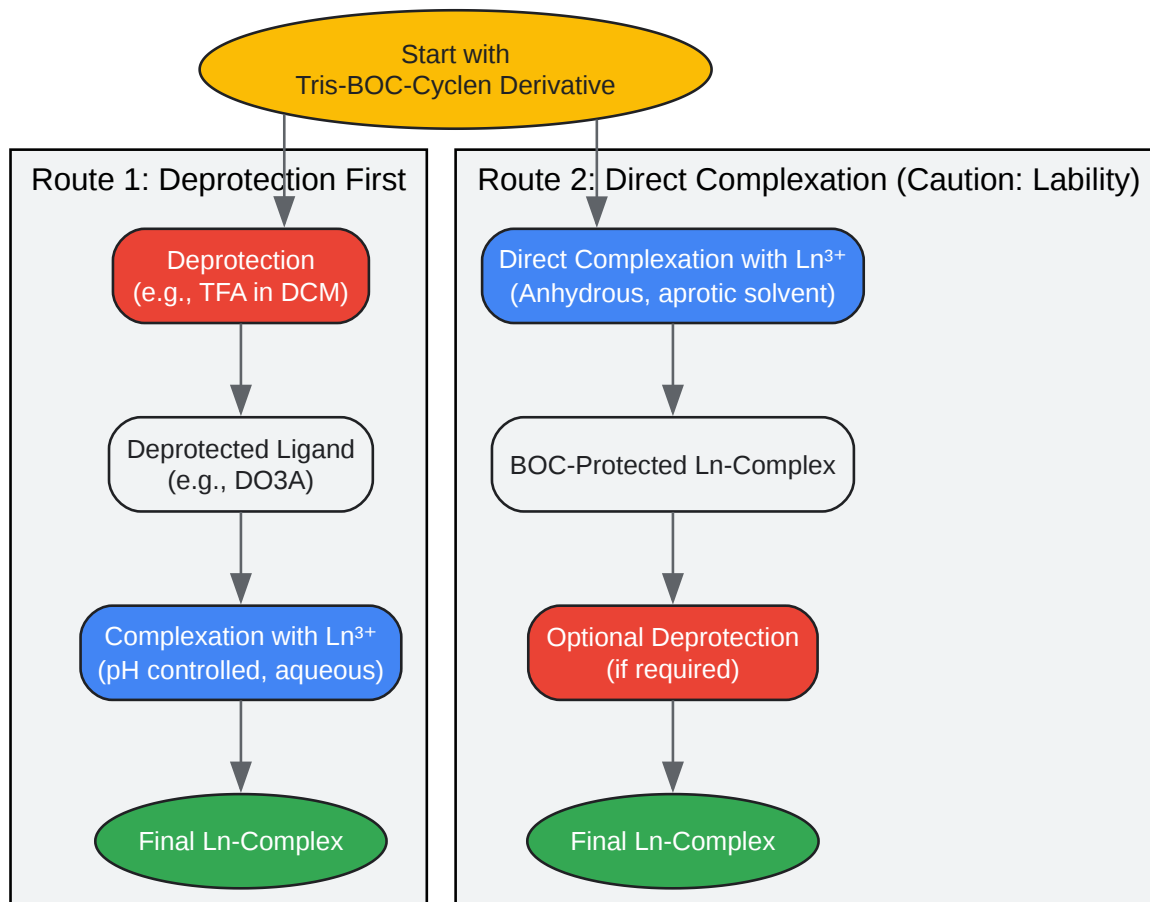 Start with
Tris-BOC-Cyclen Derivative
Route 1: Deprotection First
Deprotection
(e.g., TFA in DCM)
Deprotected Ligand
(e.g., DO3A)
Complexation with Ln³⁺
(pH controlled, aqueous)
Final Ln-Complex
Route 2: Direct Complexation (Caution: Lability)
Direct Complexation with Ln³⁺
(Anhydrous, aprotic solvent)
BOC-Protected Ln-Complex
Optional Deprotection
(if required)
Final Ln-Complex